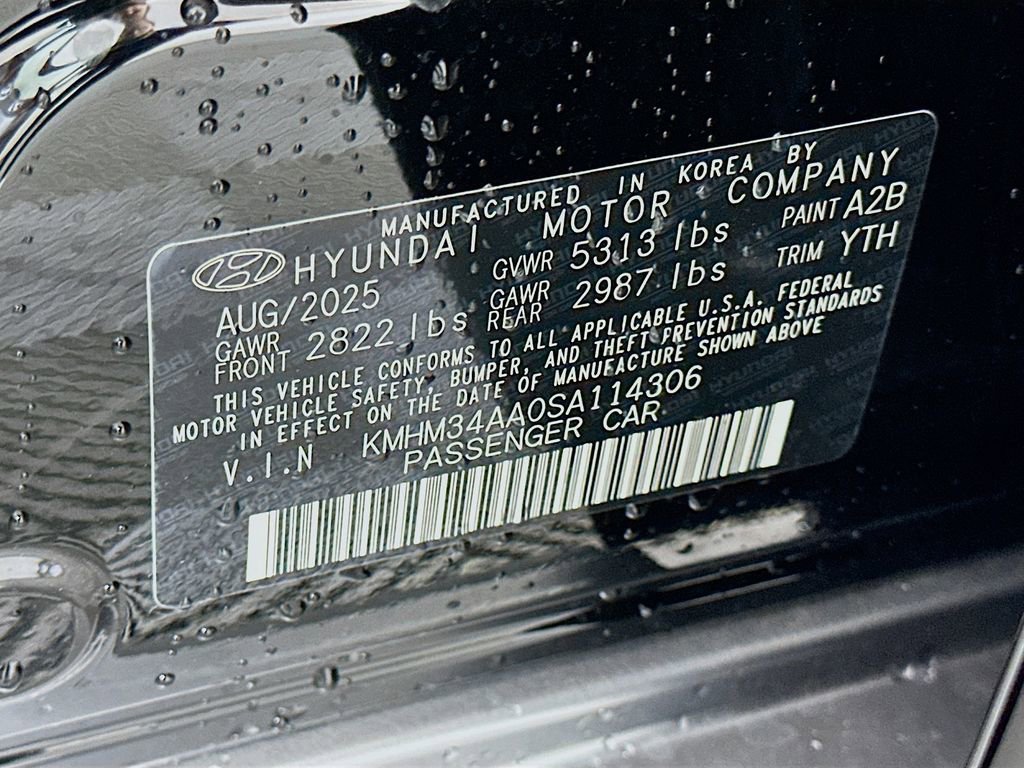 MANUFACTURED IN KOREA BY
HYUNDAI MOTOR COMPANY
AUG/2025 GVWR 5313 lbs PAINT A2B
GAWR FRONT 2822 lbs GAWR REAR 2987 lbs TRIM YTH
THIS VEHICLE CONFORMS TO ALL APPLICABLE U.S.A. FEDERAL
MOTOR VEHICLE SAFETY, BUMPER, AND THEFT PREVENTION STANDARDS
IN EFFECT ON THE DATE OF MANUFACTURE SHOWN ABOVE
V.I.N KMHM34AA0SA114306
PASSENGER CAR